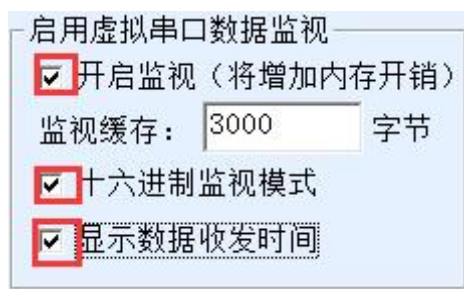 启用虚拟串口数据监视
开启监视（将增加内存开销）
监视缓存： 3000 字节
十六进制监视模式
显示数据收发时间